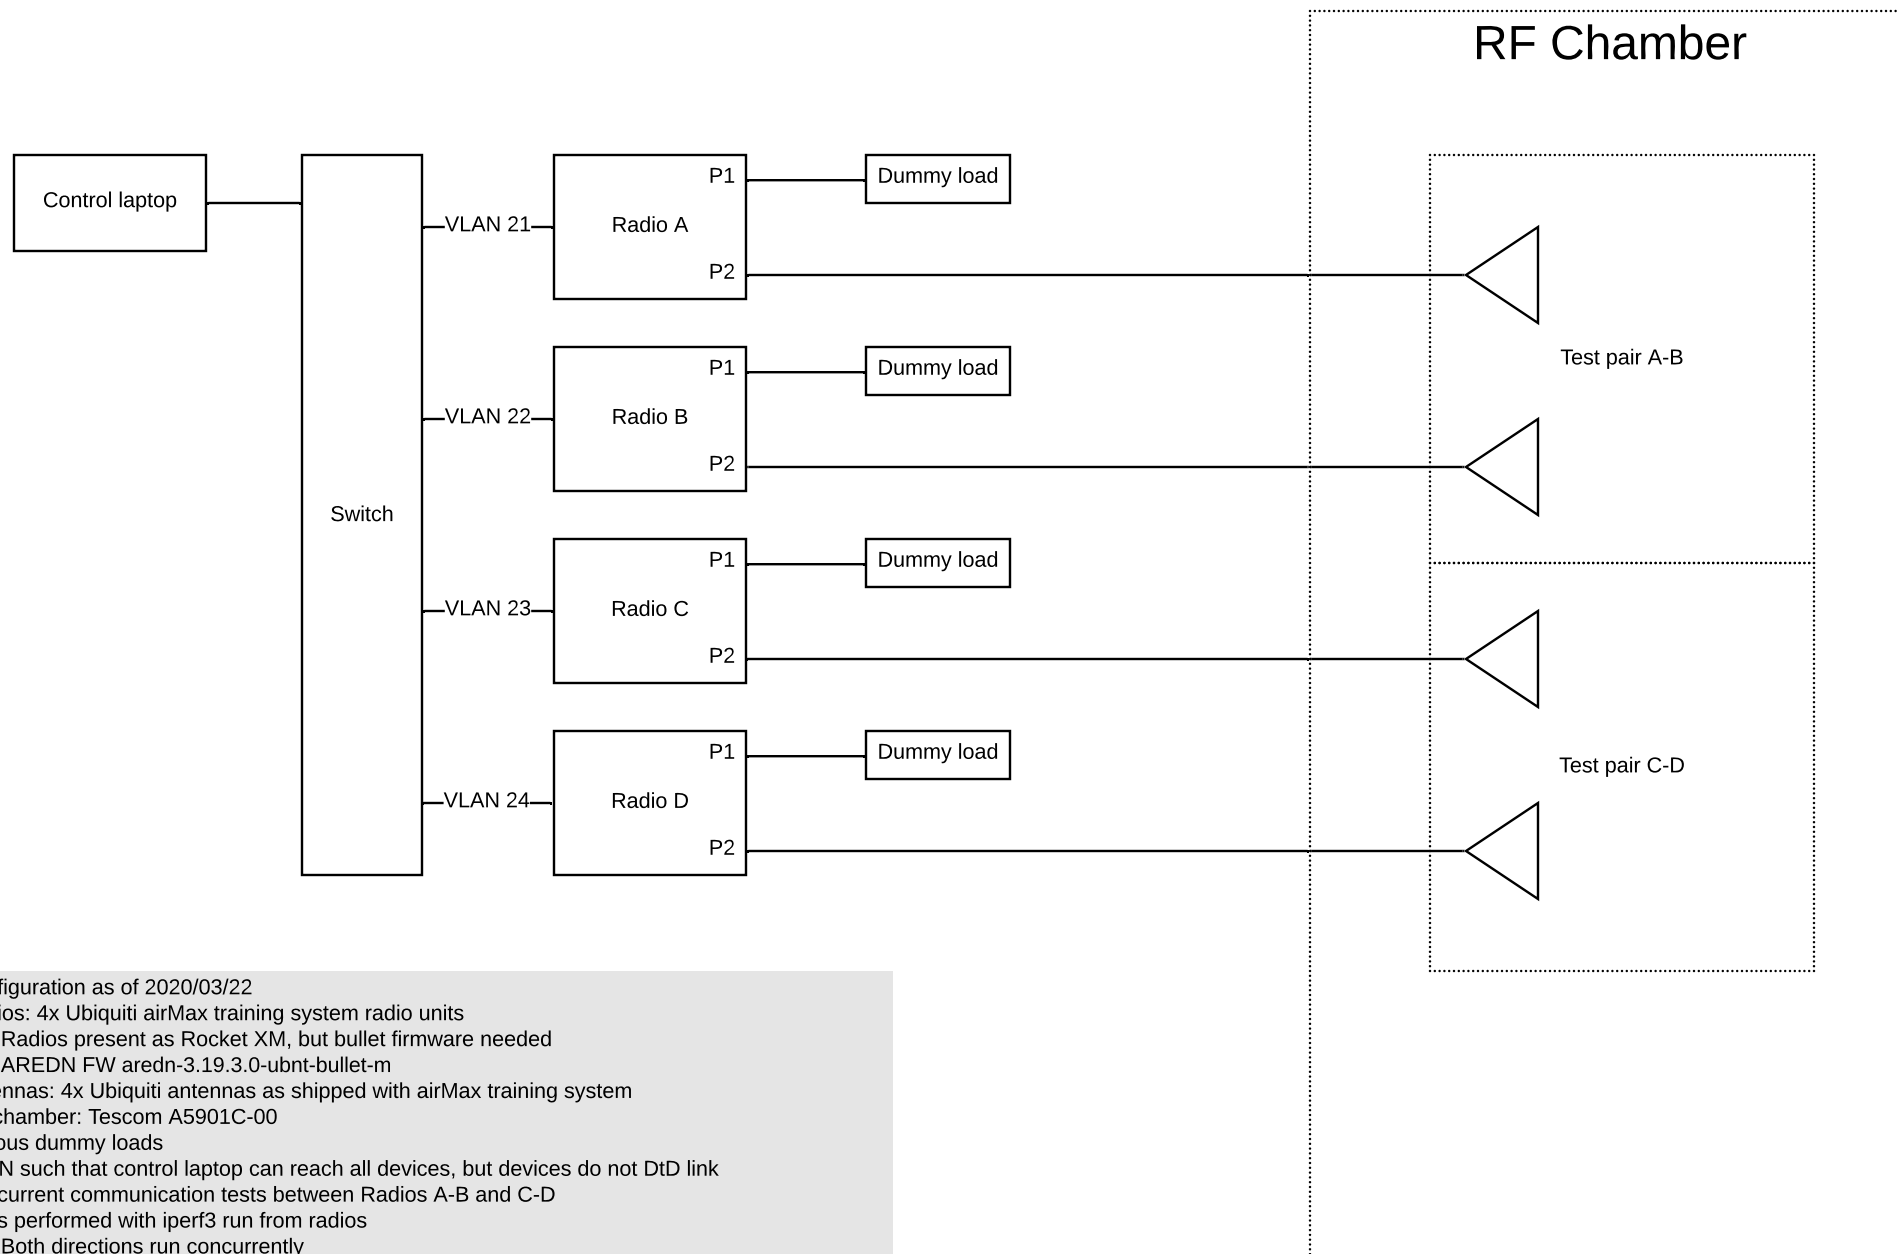 RF Chamber
Control laptop
Switch
VLAN 21
Radio A
P1
P2
Dummy load
VLAN 22
Radio B
P1
P2
Dummy load
Test pair A-B
VLAN 23
Radio C
P1
P2
Dummy load
VLAN 24
Radio D
P1
P2
Dummy load
Test pair C-D
figuration as of 2020/03/22
ios: 4x Ubiquiti airMax training system radio units
Radios present as Rocket XM, but bullet firmware needed
AREDN FW aredn-3.19.3.0-ubnt-bullet-m
ennas: 4x Ubiquiti antennas as shipped with airMax training system
chamber: Tescom A5901C-00
ous dummy loads
N such that control laptop can reach all devices, but devices do not DtD link
current communication tests between Radios A-B and C-D
s performed with iperf3 run from radios
Both directions run concurrently